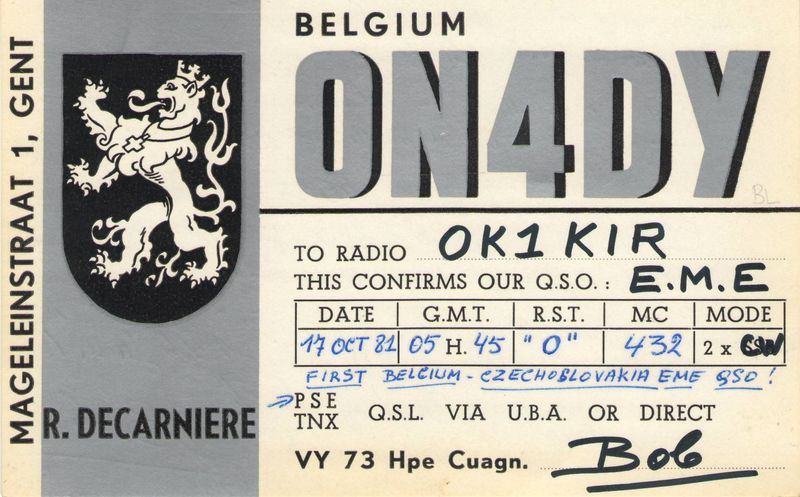 MAGELEINSTRAAT 1, GENT
R. DECARNIERE
BELGIUM
ON4DY
BL
TO RADIO OK1KIR
THIS CONFIRMS OUR Q.S.O.: E.M.E
DATE G.M.T. R.S.T. MC MODE
17 OCT 81 05 H. 45 "O" 432 2 x CW
FIRST BELGIUM - CZECHOSLOVAKIA EME QSO!
PSE
TNX Q.S.L. VIA U.B.A. OR DIRECT
VY 73 Hpe Cuagn. Bob